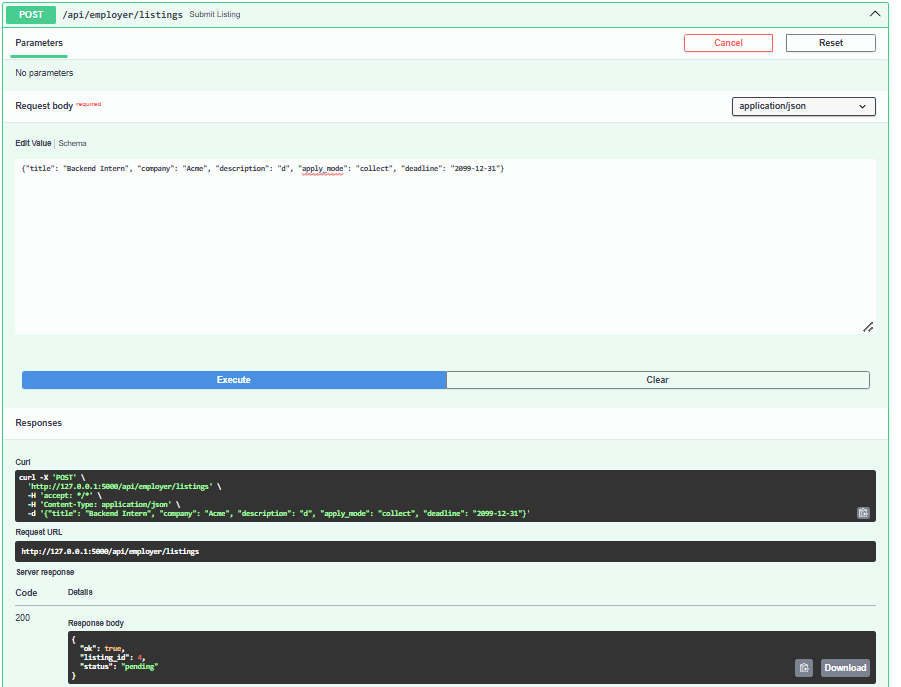 POST /api/employer/listings Submit Listing
Parameters Cancel Reset
No parameters
Request body required application/json
Edit Value | Schema
{"title": "Backend Intern", "company": "Acme", "description": "d", "apply_mode": "collect", "deadline": "2099-12-31"}
Execute Clear
Responses
Curl
curl -X 'POST' \
'http://127.0.0.1:5000/api/employer/listings' \
-H 'accept: */*' \
-H 'Content-Type: application/json' \
-d '{"title": "Backend Intern", "company": "Acme", "description": "d", "apply_mode": "collect", "deadline": "2099-12-31"}'
Request URL
http://127.0.0.1:5000/api/employer/listings
Server response
Code Details
200
Response body
{
"ok": true,
"listing_id": 4,
"status": "pending"
}
Download